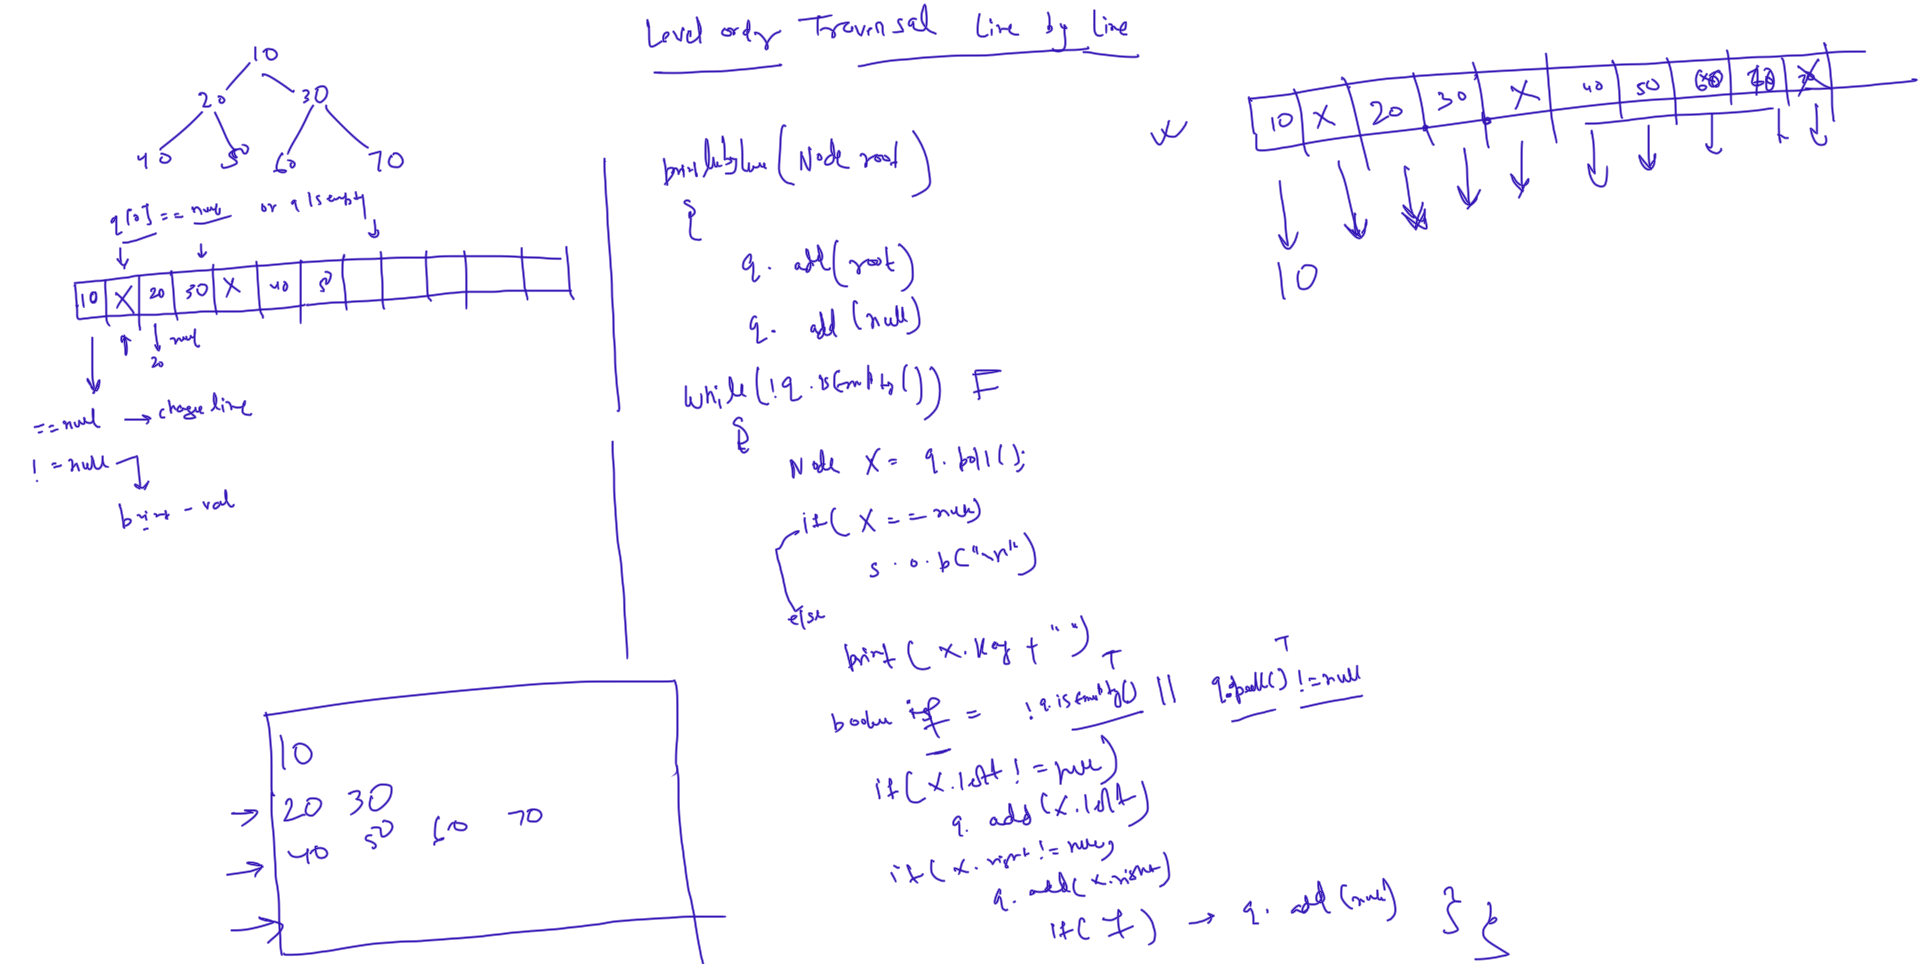 Level order Traversal Line by Line
10
20 30
40 50 60 70
q[0] == null or q isempty
10 X 20 30 X 40 50
null
20
== null → change line
! = null
print - val
10
20 30
40 50 60 70
(Node root)
{
q. add(root)
q. add (null)
while(!q.isEmpty()) F
{
Node X = q.poll();
if( X == null)
s.o.p("\n")
else
print( x.key + " ")
T T
= !q.isEmpty() || q.peek() != null
if(x.left != null)
q. add(x.left)
if(x.right != null)
q. add(x.right)
if( ) → q. add(null) } }
10 X 20 30 X 40 50 60
10